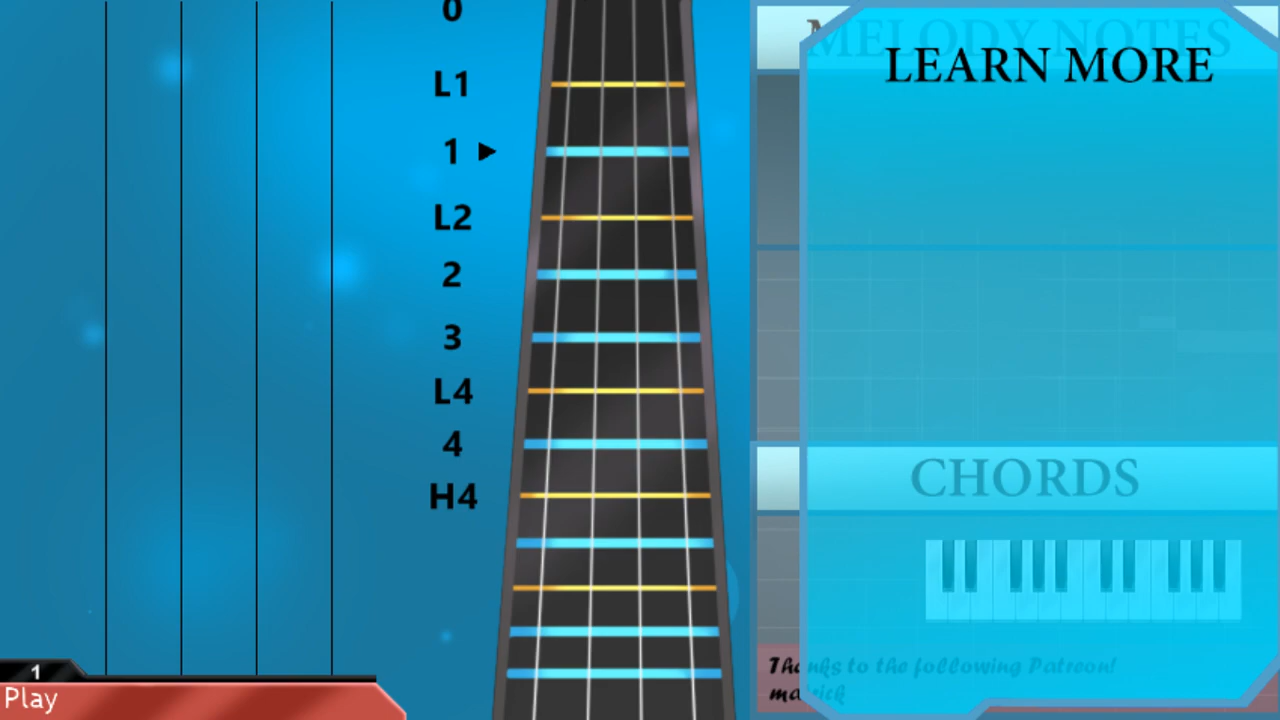 0
L1
1
L2
2
3
L4
4
H4
1
Play
MELODY NOTES
LEARN MORE
CHORDS
Thanks to the following Patreon!